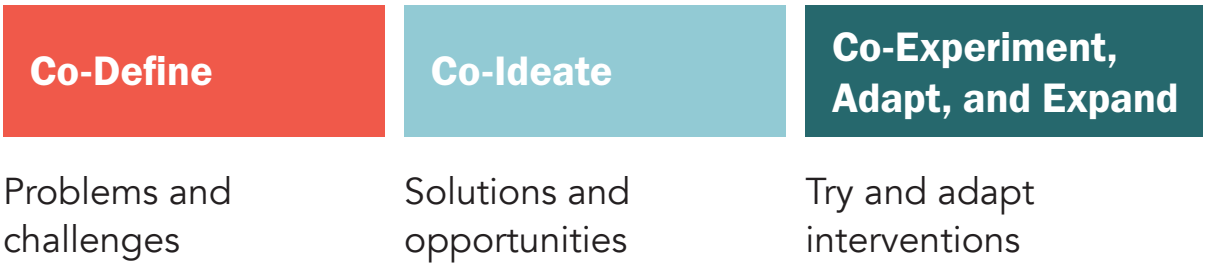 Co-Define
Problems and
challenges
Co-Ideate
Solutions and
opportunities
Co-Experiment,
Adapt, and Expand
Try and adapt
interventions